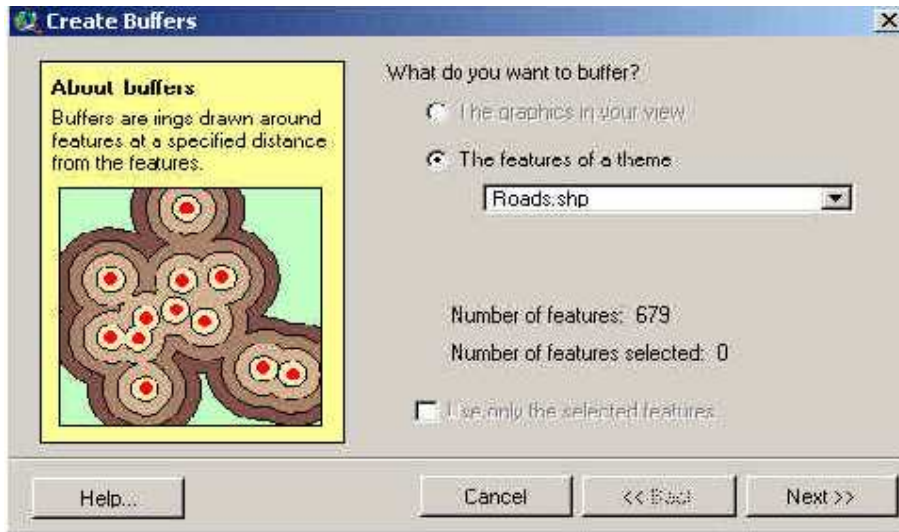 Create Buffers
About buffers
Buffers are rings drawn around
features at a specified distance
from the features.
What do you want to buffer?
The graphics in your view
The features of a theme
Roads.shp
Number of features: 679
Number of features selected: 0
Use only the selected features
Help...
Cancel
<< Back
Next >>